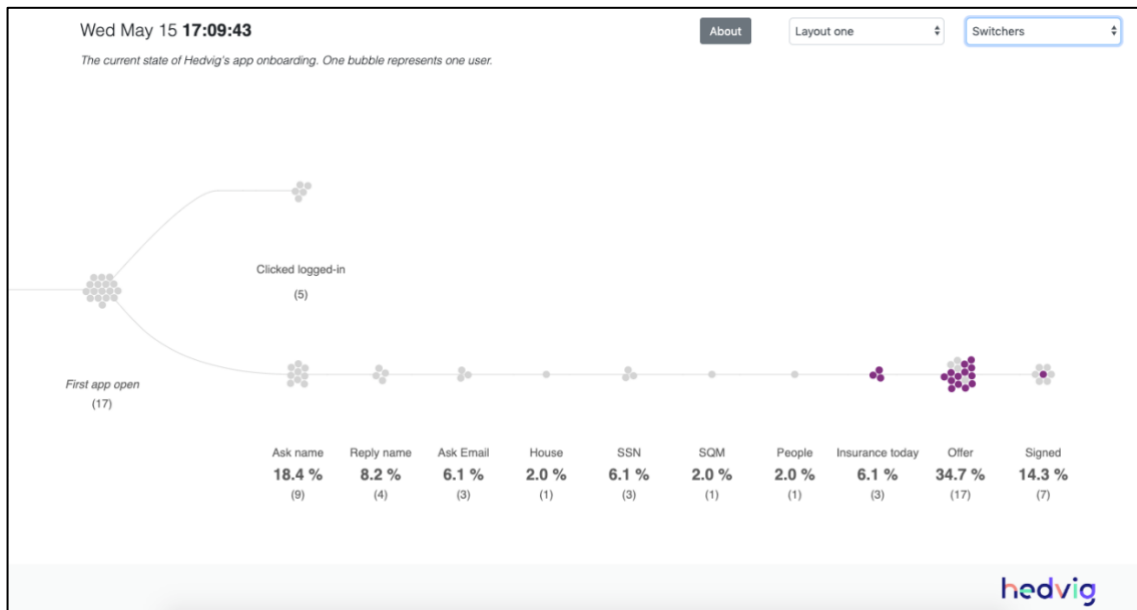 Wed May 15 17:09:43
About
Layout one
Switchers
The current state of Hedvig's app onboarding. One bubble represents one user.
Clicked logged-in
(5)
First app open
(17)
Ask name Reply name Ask Email House SSN SQM People Insurance today Offer Signed
18.4 % 8.2 % 6.1 % 2.0 % 6.1 % 2.0 % 2.0 % 6.1 % 34.7 % 14.3 %
(9) (4) (3) (1) (3) (1) (1) (3) (17) (7)
hedvig